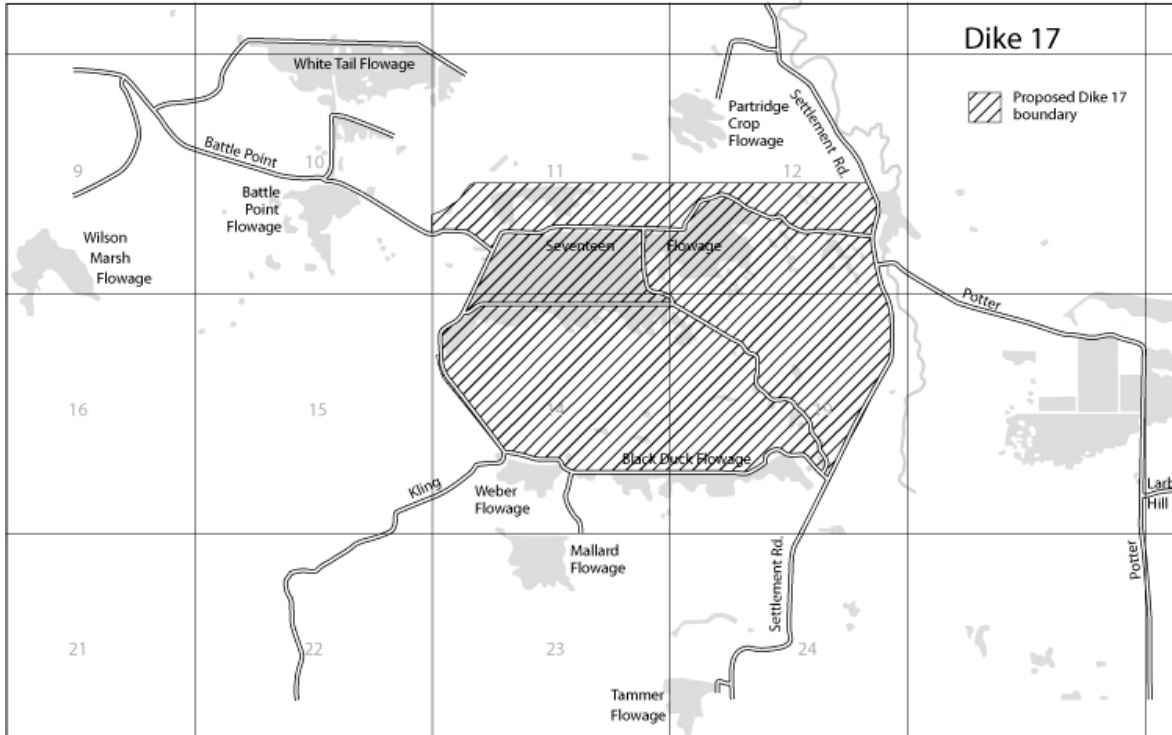 Dike 17
Proposed Dike 17
boundary
White Tail Flowage
Partridge
Crop
Flowage
Settlement Rd.
Battle Point
9
10
11
12
Battle
Point
Flowage
Wilson
Marsh
Flowage
Seventeen
Flowage
Potter
16
15
14
Black Duck Flowage
Kling
Weber
Flowage
Larb
Hill
Mallard
Flowage
Settlement Rd.
Potter
21
22
23
24
Tammer
Flowage